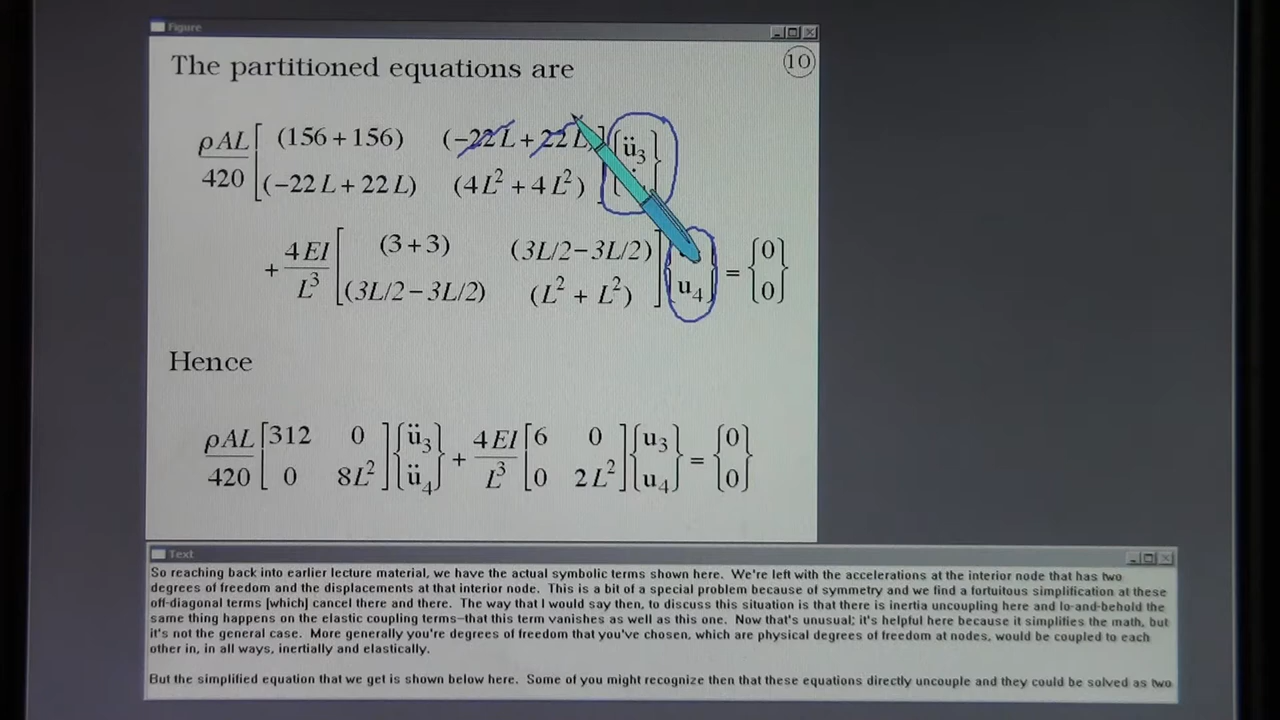 Figure
The partitioned equations are
10
ρAL/420 [(156+156) (−22L+22L) ; (−22L+22L) (4L²+4L²)] {ü₃}
+ 4EI/L³ [(3+3) (3L/2−3L/2) ; (3L/2−3L/2) (L² + L²)] {u₄} = {0 ; 0}
Hence
ρAL/420 [312 0 ; 0 8L²] {ü₃ ; ü₄} + 4EI/L³ [6 0 ; 0 2L²] {u₃ ; u₄} = {0 ; 0}
Text
So reaching back into earlier lecture material, we have the actual symbolic terms shown here. We're left with the accelerations at the interior node that has two
degrees of freedom and the displacements at that interior node. This is a bit of a special problem because of symmetry and we find a fortuitous simplification at these
off-diagonal terms [which] cancel there and there. The way that I would say then, to discuss this situation is that there is inertia uncoupling here and lo-and-behold the
same thing happens on the elastic coupling terms--that this term vanishes as well as this one. Now that's unusual; it's helpful here because it simplifies the math, but
it's not the general case. More generally you're degrees of freedom that you've chosen, which are physical degrees of freedom at nodes, would be coupled to each
other in, in all ways, inertially and elastically.
But the simplified equation that we get is shown below here. Some of you might recognize then that these equations directly uncouple and they could be solved as two